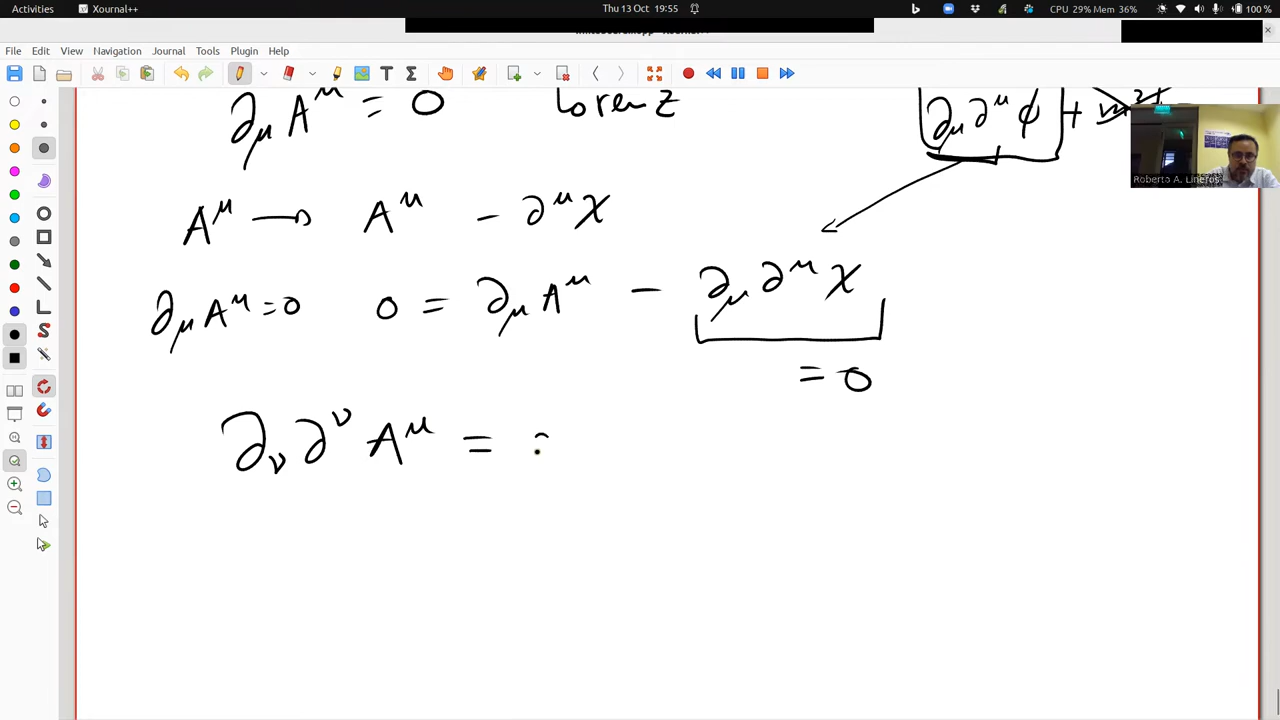 Activities Xournal++ Thu 13 Oct 19:55 CPU 29% Mem 36% 100 %
File Edit View Navigation Journal Tools Plugin Help
∂_μ A^μ = 0 Lorenz ∂_μ ∂^μ φ +
Roberto A. Lineros
A^μ → A^μ - ∂^μ χ
∂_μ A^μ = 0 0 = ∂_μ A^μ - ∂_μ ∂^μ χ
= 0
∂_ν ∂^ν A^μ =